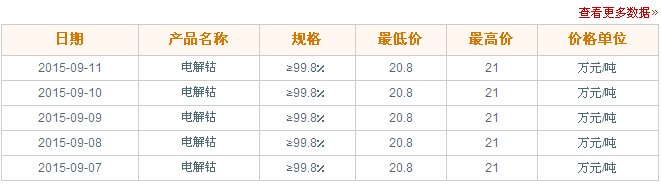 查看更多数据»
日期 产品名称 规格 最低价 最高价 价格单位
2015-09-11 电解钴 ≥99.8% 20.8 21 万元/吨
2015-09-10 电解钴 ≥99.8% 20.8 21 万元/吨
2015-09-09 电解钴 ≥99.8% 20.8 21 万元/吨
2015-09-08 电解钴 ≥99.8% 20.8 21 万元/吨
2015-09-07 电解钴 ≥99.8% 20.8 21 万元/吨